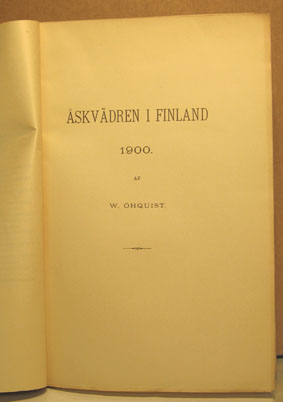 ÅSKVÄDREN I FINLAND
1900.
AF
W. ÖHQUIST.